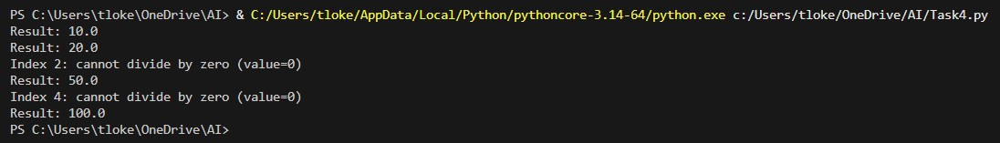 PS C:\Users\tloke\OneDrive\AI> & C:/Users/tloke/AppData/Local/Python/pythoncore-3.14-64/python.exe c:/Users/tloke/OneDrive/AI/Task4.py
Result: 10.0
Result: 20.0
Index 2: cannot divide by zero (value=0)
Result: 50.0
Index 4: cannot divide by zero (value=0)
Result: 100.0
PS C:\Users\tloke\OneDrive\AI>